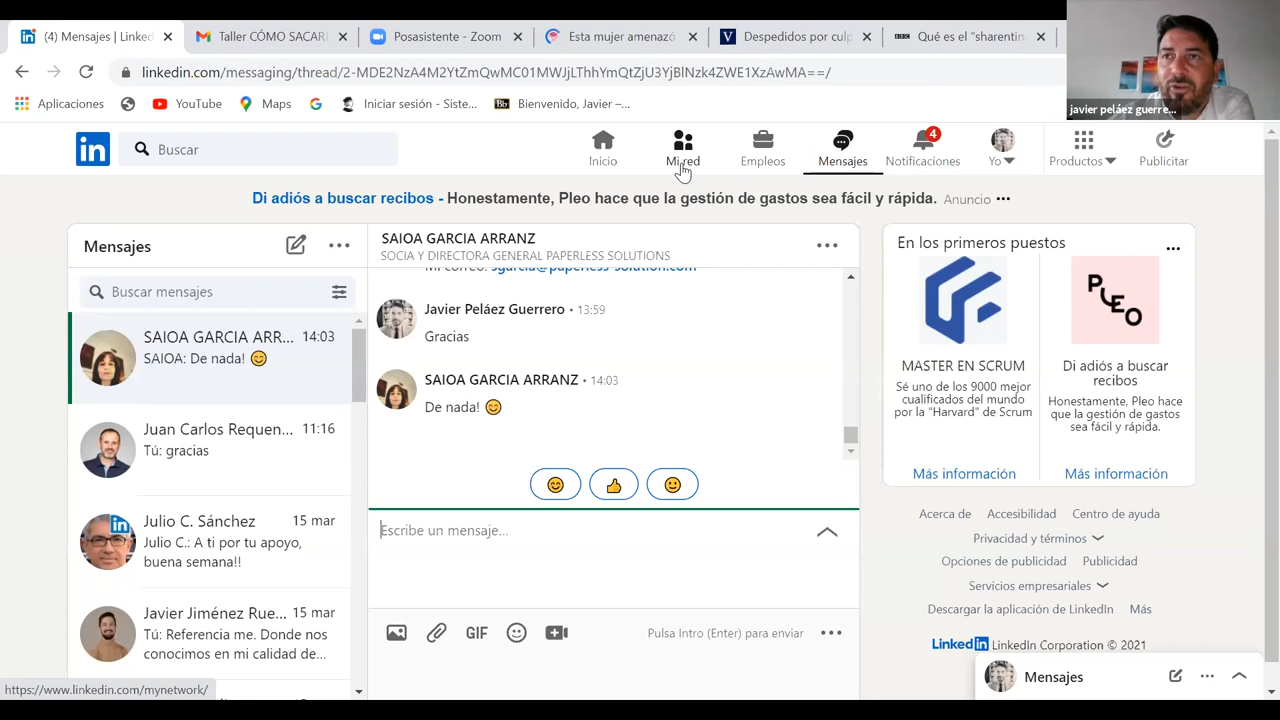 (4) Mensajes | Linked
Taller CÓMO SACAR
Posasistente - Zoom
Esta mujer amenazó
Despedidos por culp
Qué es el "sharentin
linkedin.com/messaging/thread/2-MDE2NzA4M2YtZmQwMC01MWJjLThhYmQtZjU3YjBlNzk4ZWE1XzAwMA==/
javier peláez guerre...
Aplicaciones
YouTube
Maps
Iniciar sesión - Siste...
Bb
Bienvenido, Javier –...
in
Buscar
Inicio
Mi red
Empleos
Mensajes
4
Notificaciones
Yo
Productos
Publicitar
Di adiós a buscar recibos - Honestamente, Pleo hace que la gestión de gastos sea fácil y rápida. Anuncio
Mensajes
Buscar mensajes
SAIOA GARCIA ARR... 14:03
SAIOA: De nada! 😊
Juan Carlos Requen... 11:16
Tú: gracias
Julio C. Sánchez 15 mar
Julio C.: A ti por tu apoyo,
buena semana!!
Javier Jiménez Rue... 15 mar
Tú: Referencia me. Donde nos
conocimos en mi calidad de...
https://www.linkedin.com/mynetwork/
SAIOA GARCIA ARRANZ
SOCIA Y DIRECTORA GENERAL PAPERLESS SOLUTIONS
Mi correo: sgarcia@paperless-solution.com
Javier Peláez Guerrero • 13:59
Gracias
SAIOA GARCIA ARRANZ • 14:03
De nada! 😊
Escribe un mensaje...
GIF
Pulsa Intro (Enter) para enviar
En los primeros puestos
MASTER EN SCRUM
Sé uno de los 9000 mejor
cualificados del mundo
por la "Harvard" de Scrum
Más información
PLEO
Di adiós a buscar
recibos
Honestamente, Pleo hace
que la gestión de gastos
sea fácil y rápida.
Más información
Acerca de Accesibilidad Centro de ayuda
Privacidad y términos
Opciones de publicidad Publicidad
Servicios empresariales
Descargar la aplicación de LinkedIn Más
Linkedin LinkedIn Corporation © 2021
Mensajes